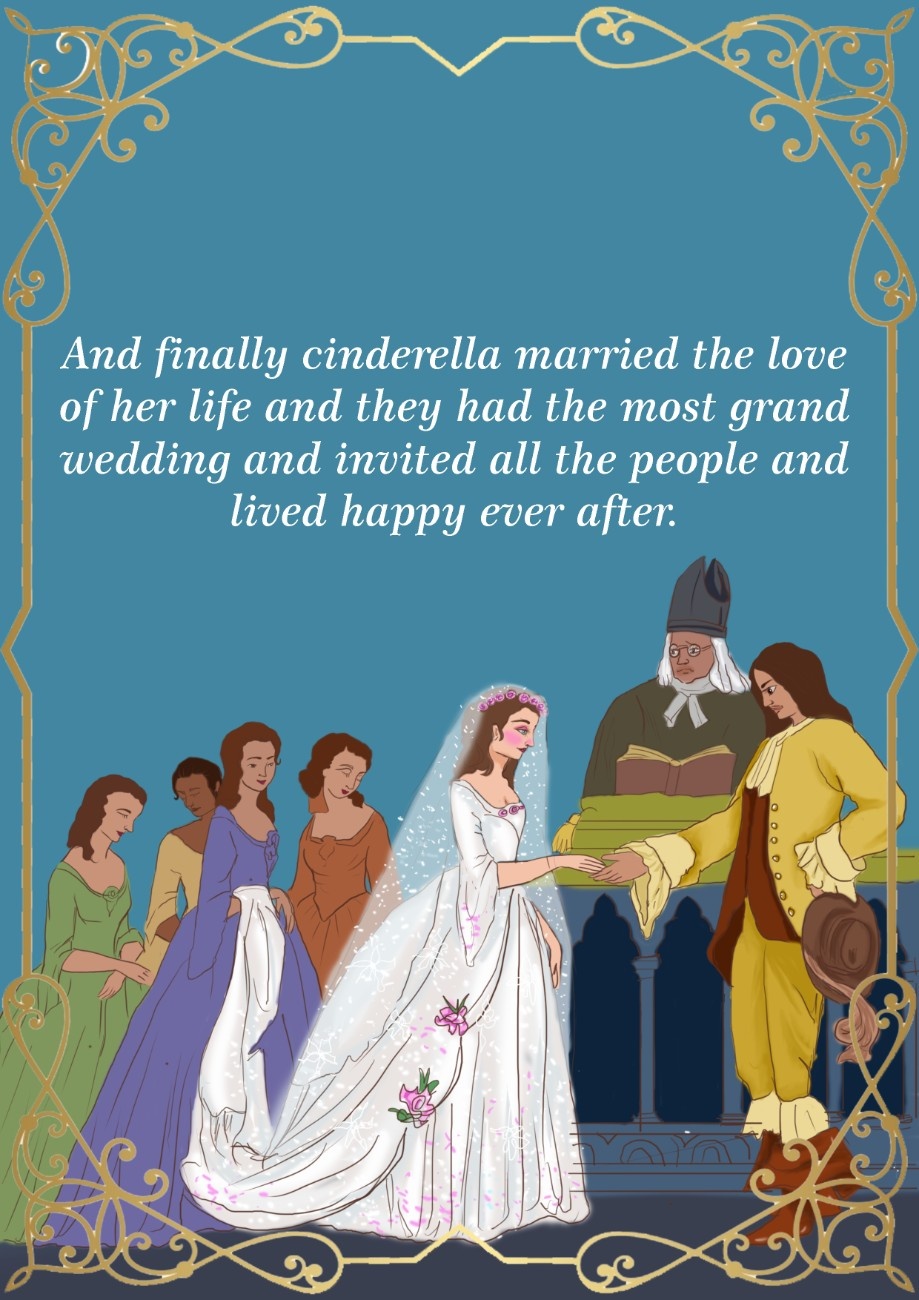 And finally cinderella married the love
of her life and they had the most grand
wedding and invited all the people and
lived happy ever after.